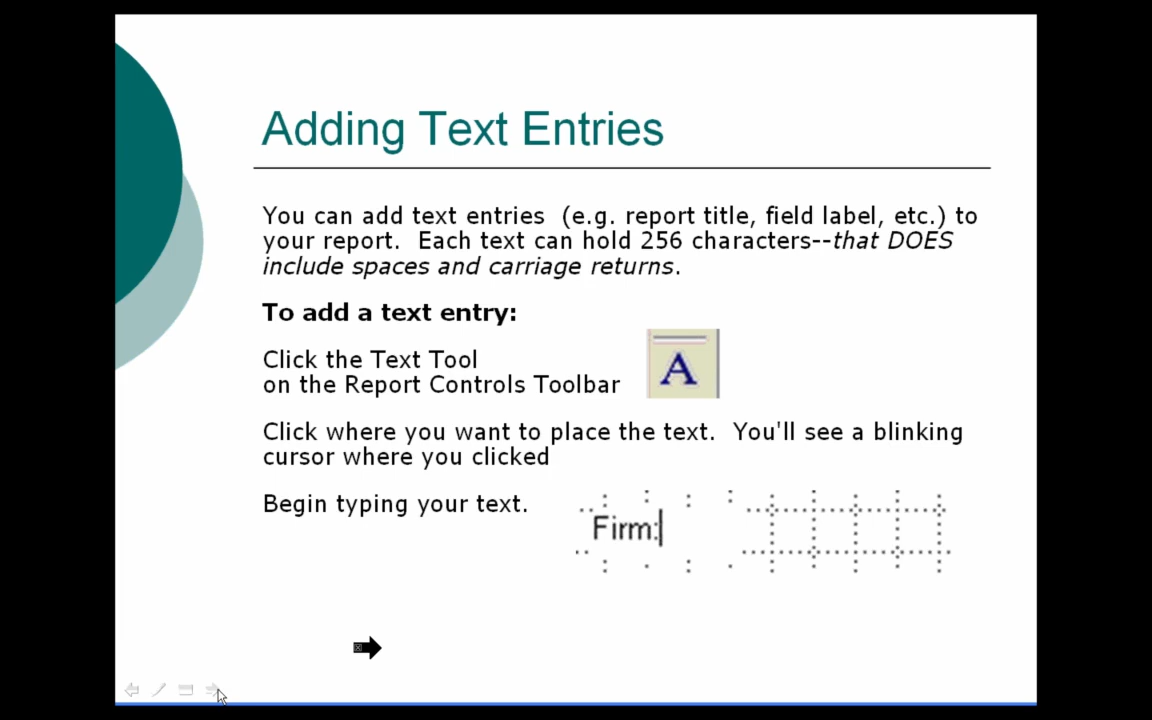 Adding Text Entries
You can add text entries  (e.g. report title, field label, etc.) to
your report.  Each text can hold 256 characters--that DOES
include spaces and carriage returns.
To add a text entry:
Click the Text Tool
on the Report Controls Toolbar
A
Click where you want to place the text.  You'll see a blinking
cursor where you clicked
Begin typing your text.
Firm: